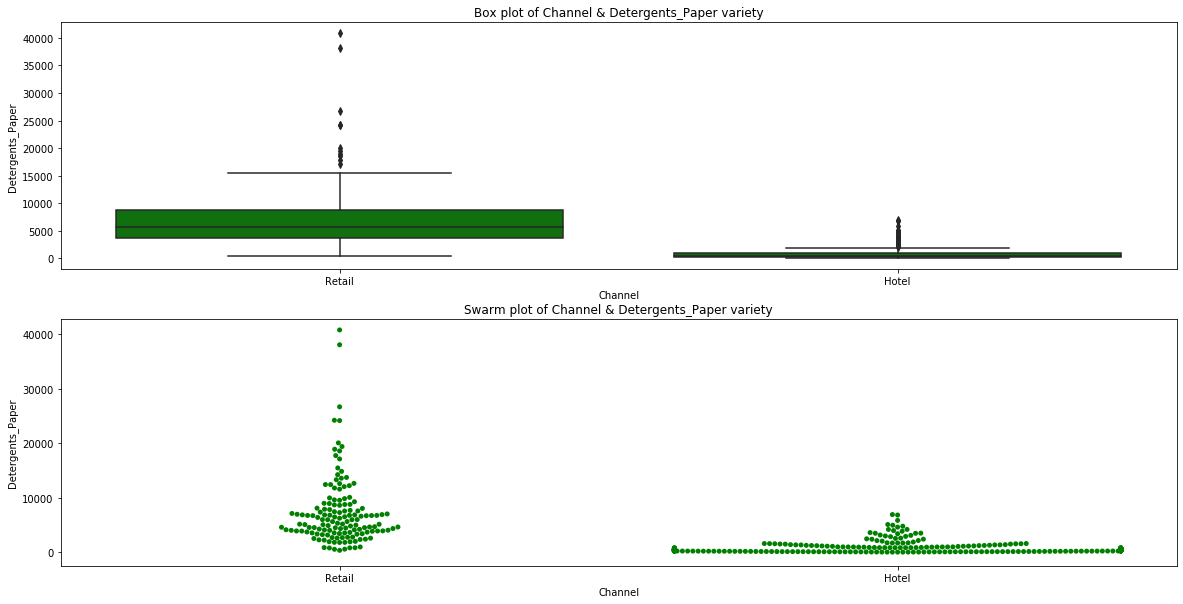 Box plot of Channel & Detergents_Paper variety
40000
35000
30000
25000
20000
15000
10000
5000
0
Detergents_Paper
Retail
Hotel
Channel
Swarm plot of Channel & Detergents_Paper variety
40000
30000
20000
10000
0
Detergents_Paper
Retail
Hotel
Channel